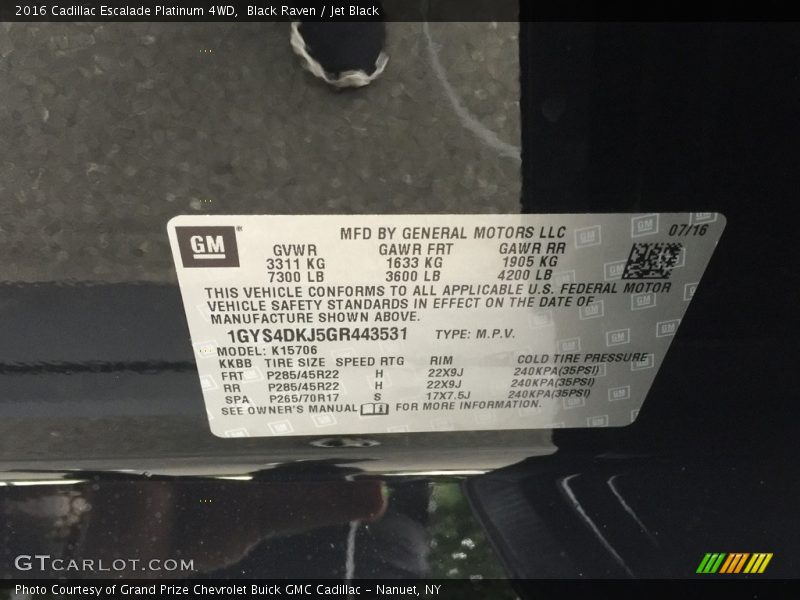 2016 Cadillac Escalade Platinum 4WD, Black Raven / Jet Black
GM
MFD BY GENERAL MOTORS LLC 07/16
GVWR GAWR FRT GAWR RR
3311 KG 1633 KG 1905 KG
7300 LB 3600 LB 4200 LB
THIS VEHICLE CONFORMS TO ALL APPLICABLE U.S. FEDERAL MOTOR
VEHICLE SAFETY STANDARDS IN EFFECT ON THE DATE OF
MANUFACTURE SHOWN ABOVE.
1GYS4DKJ5GR443531 TYPE: M.P.V.
MODEL: K15706
KKBB TIRE SIZE SPEED RTG RIM COLD TIRE PRESSURE
FRT P285/45R22 H 22X9J 240KPA(35PSI)
RR P285/45R22 H 22X9J 240KPA(35PSI)
SPA P265/70R17 S 17X7.5J 240KPA(35PSI)
SEE OWNER'S MANUAL FOR MORE INFORMATION.
GTCARLOT.COM
Photo Courtesy of Grand Prize Chevrolet Buick GMC Cadillac - Nanuet, NY